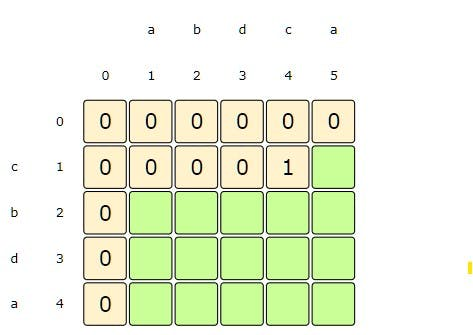 a b d c a
0 1 2 3 4 5
0 0 0 0 0 0 0
c 1 0 0 0 0 1
b 2 0
d 3 0
a 4 0